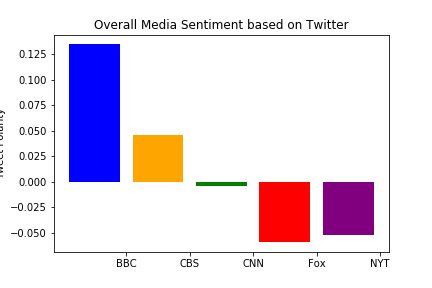 Overall Media Sentiment based on Twitter
0.125
0.100
0.075
0.050
0.025
0.000
−0.025
−0.050
Tweet Polarity
BBC CBS CNN Fox NYT